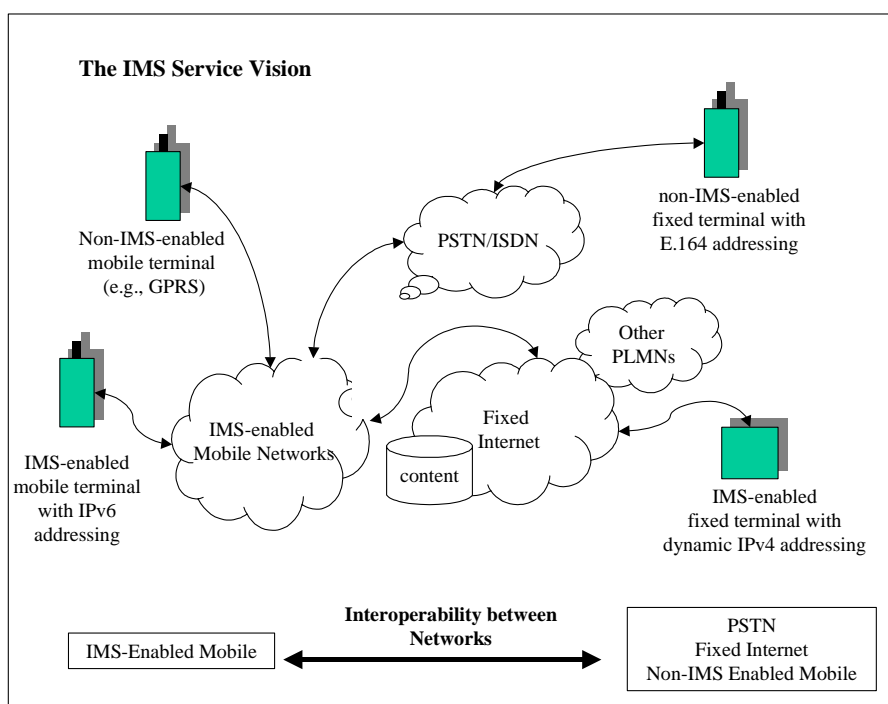 The IMS Service Vision
Non-IMS-enabled
mobile terminal
(e.g., GPRS)
PSTN/ISDN
non-IMS-enabled
fixed terminal with
E.164 addressing
Other
PLMNs
IMS-enabled
Mobile Networks
Fixed
Internet
content
IMS-enabled
mobile terminal
with IPv6
addressing
IMS-enabled
fixed terminal with
dynamic IPv4 addressing
Interoperability between
Networks
IMS-Enabled Mobile
PSTN
Fixed Internet
Non-IMS Enabled Mobile